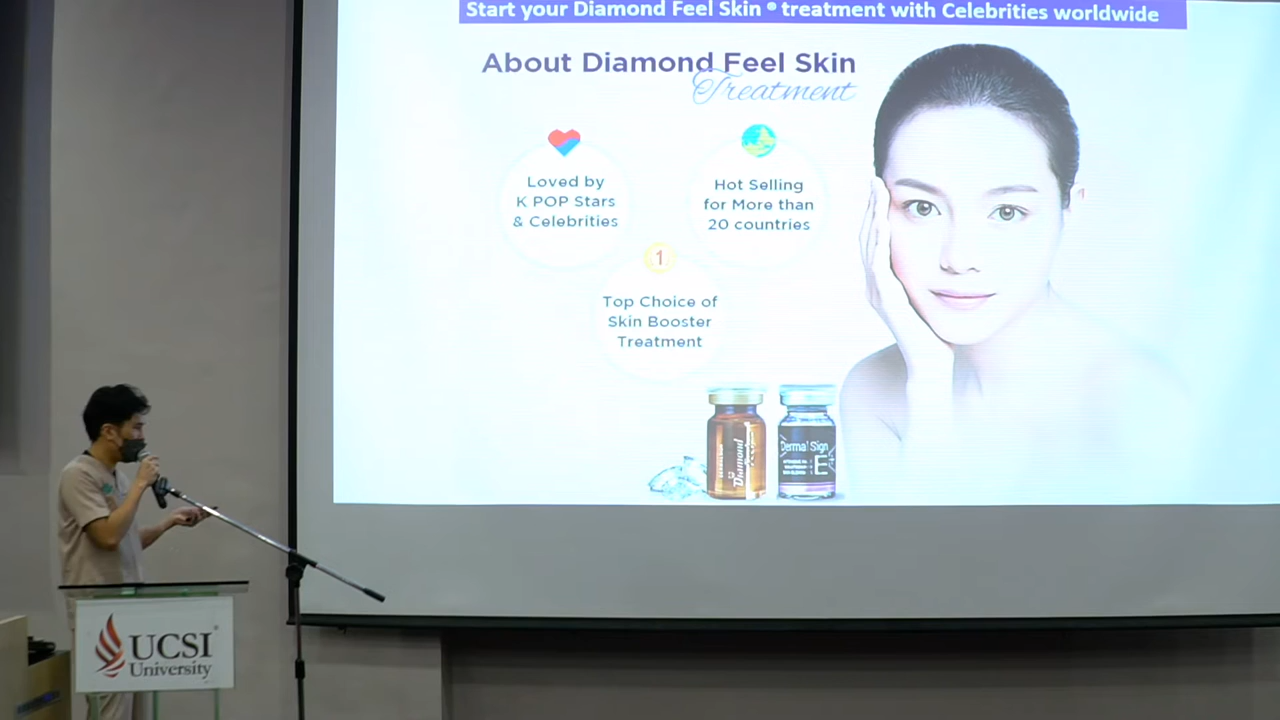 Start your Diamond Feel Skin ® treatment with Celebrities worldwide
About Diamond Feel Skin
Treatment
Loved by
K POP Stars
& Celebrities
Hot Selling
for More than
20 countries
1
Top Choice of
Skin Booster
Treatment
Diamond
Dermal Sign
E
UCSI
University